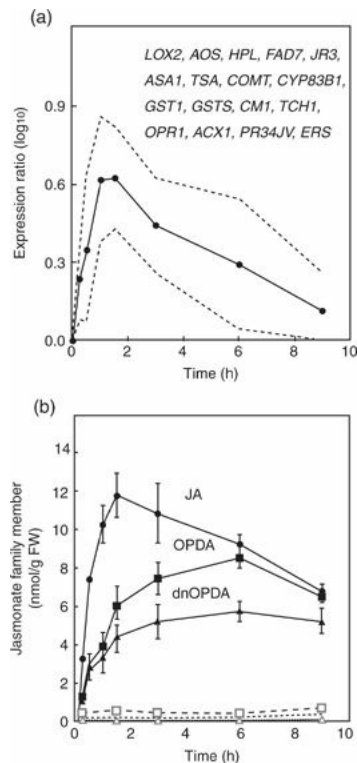 (a)
LOX2, AOS, HPL, FAD7, JR3,
ASA1, TSA, COMT, CYP83B1,
GST1, GSTS, CM1, TCH1,
OPR1, ACX1, PR34JV, ERS
Expression ratio (log10)
0.9
0.6
0.3
0.0
0 2 4 6 8 10
Time (h)
(b)
Jasmonate family member
(nmol/g FW)
14
12
10
8
6
4
2
0
JA
OPDA
dnOPDA
0 2 4 6 8 10
Time (h)